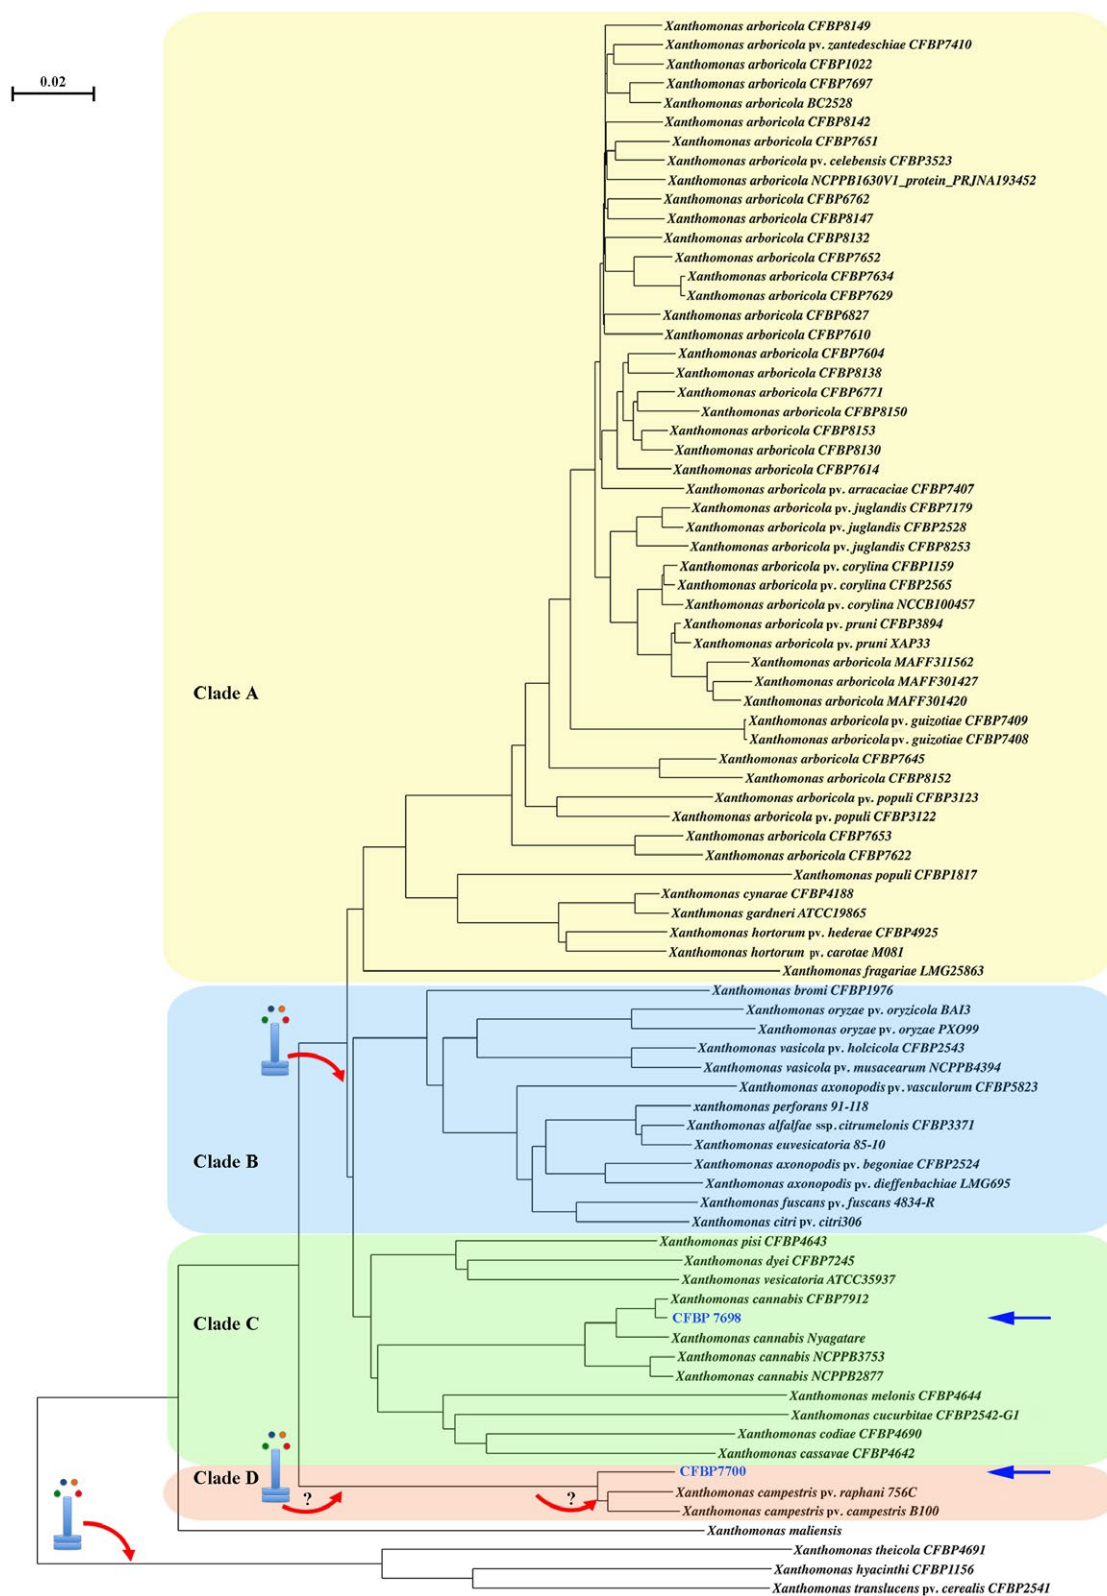 Xanthomonas arboricola CFBP8149
Xanthomonas arboricola pv. zantedeschiae CFBP7410
0.02
Xanthomonas arboricola CFBP1022
Xanthomonas arboricola CFBP7697
Xanthomonas arboricola BC2528
Xanthomonas arboricola CFBP8142
Xanthomonas arboricola CFBP7651
Xanthomonas arboricola pv. celebensis CFBP3523
Xanthomonas arboricola NCPPB1630V1_protein_PRJNA193452
Xanthomonas arboricola CFBP6762
Xanthomonas arboricola CFBP8147
Xanthomonas arboricola CFBP8132
Xanthomonas arboricola CFBP7652
Xanthomonas arboricola CFBP7634
Xanthomonas arboricola CFBP7629
Xanthomonas arboricola CFBP6827
Xanthomonas arboricola CFBP7610
Xanthomonas arboricola CFBP7604
Xanthomonas arboricola CFBP8138
Xanthomonas arboricola CFBP6771
Xanthomonas arboricola CFBP8150
Xanthomonas arboricola CFBP8153
Xanthomonas arboricola CFBP8130
Xanthomonas arboricola CFBP7614
Xanthomonas arboricola pv. arracaciae CFBP7407
Xanthomonas arboricola pv. juglandis CFBP7179
Xanthomonas arboricola pv. juglandis CFBP2528
Xanthomonas arboricola pv. juglandis CFBP8253
Xanthomonas arboricola pv. corylina CFBP1159
Xanthomonas arboricola pv. corylina CFBP2565
Xanthomonas arboricola pv. corylina NCCB100457
Xanthomonas arboricola pv. pruni CFBP3894
Xanthomonas arboricola pv. pruni XAP33
Xanthomonas arboricola MAFF311562
Xanthomonas arboricola MAFF301427
Clade A
Xanthomonas arboricola MAFF301420
Xanthomonas arboricola pv. guizotiae CFBP7409
Xanthomonas arboricola pv. guizotiae CFBP7408
Xanthomonas arboricola CFBP7645
Xanthomonas arboricola CFBP8152
Xanthomonas arboricola pv. populi CFBP3123
Xanthomonas arboricola pv. populi CFBP3122
Xanthomonas arboricola CFBP7653
Xanthomonas arboricola CFBP7622
Xanthomonas populi CFBP1817
Xanthomonas cynarae CFBP4188
Xanthmonas gardneri ATCC19865
Xanthomonas hortorum pv. hederae CFBP4925
Xanthomonas hortorum pv. carotae M081
Xanthomonas fragariae LMG25863
Xanthomonas bromi CFBP1976
Xanthomonas oryzae pv. oryzicola BAI3
Xanthomonas oryzae pv. oryzae PXO99
Xanthomonas vasicola pv. holcicola CFBP2543
Xanthomonas vasicola pv. musacearum NCPPB4394
Xanthomonas axonopodis pv. vasculorum CFBP5823
xanthomonas perforans 91-118
Xanthomonas alfalfae ssp. citrumelonis CFBP3371
Xanthomonas euvesicatoria 85-10
Clade B
Xanthomonas axonopodis pv. begoniae CFBP2524
Xanthomonas axonopodis pv. dieffenbachiae LMG695
Xanthomonas fuscans pv. fuscans 4834-R
Xanthomonas citri pv. citri306
Xanthomonas pisi CFBP4643
Xanthomonas dyei CFBP7245
Xanthomonas vesicatoria ATCC35937
Xanthomonas cannabis CFBP7912
CFBP 7698
Clade C
Xanthomonas cannabis Nyagatare
Xanthomonas cannabis NCPPB3753
Xanthomonas cannabis NCPPB2877
Xanthomonas melonis CFBP4644
Xanthomonas cucurbitae CFBP2542-G1
Xanthomonas codiae CFBP4690
Xanthomonas cassavae CFBP4642
CFBP7700
Clade D
Xanthomonas campestris pv. raphani 756C
? ?
Xanthomonas campestris pv. campestris B100
Xanthomonas maliensis
Xanthomonas theicola CFBP4691
Xanthomonas hyacinthi CFBP1156
Xanthomonas translucens pv. cerealis CFBP2541